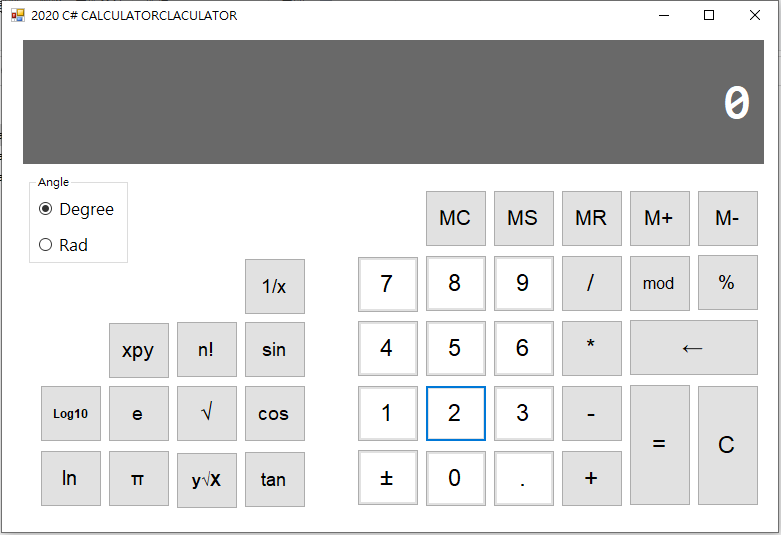 2020 C# CALCULATORCLACULATOR
0
Angle
Degree
Rad
MC MS MR M+ M-
1/x 7 8 9 / mod %
xpy n! sin 4 5 6 * ←
Log10 e √ cos 1 2 3 - = C
ln π y√X tan ± 0 . +